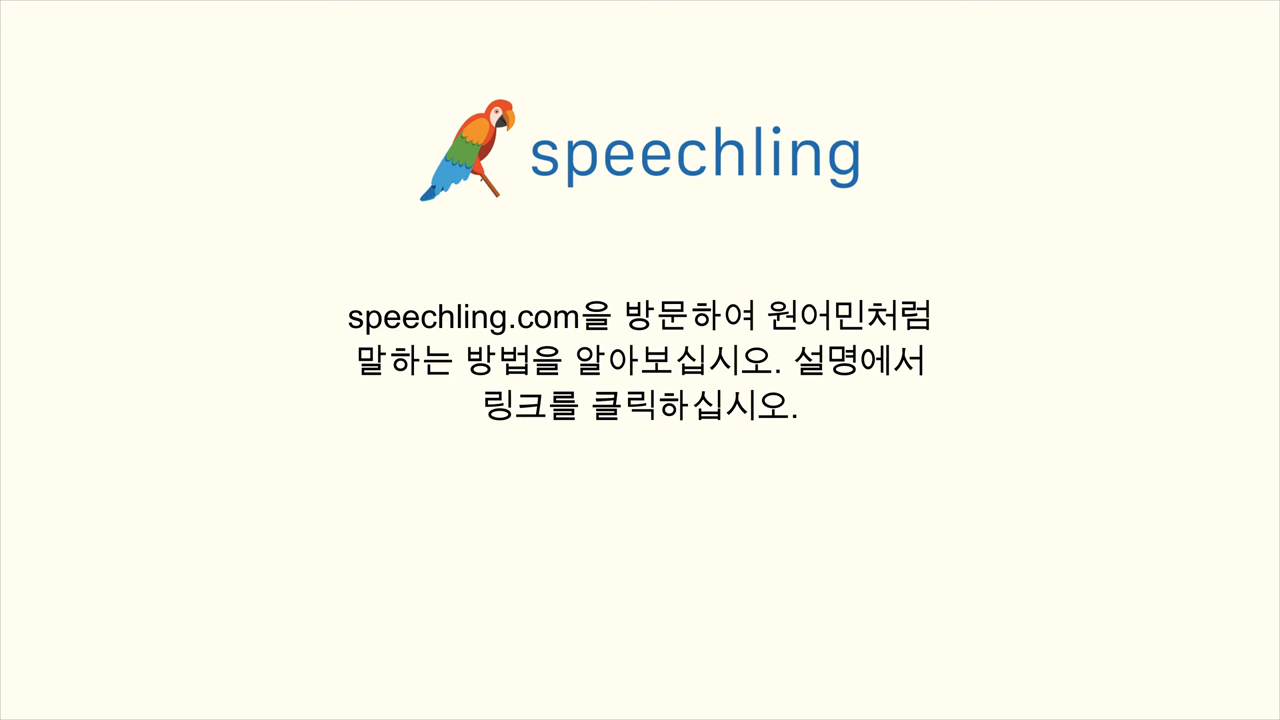 speechling
speechling.com을 방문하여 원어민처럼
말하는 방법을 알아보십시오. 설명에서
링크를 클릭하십시오.